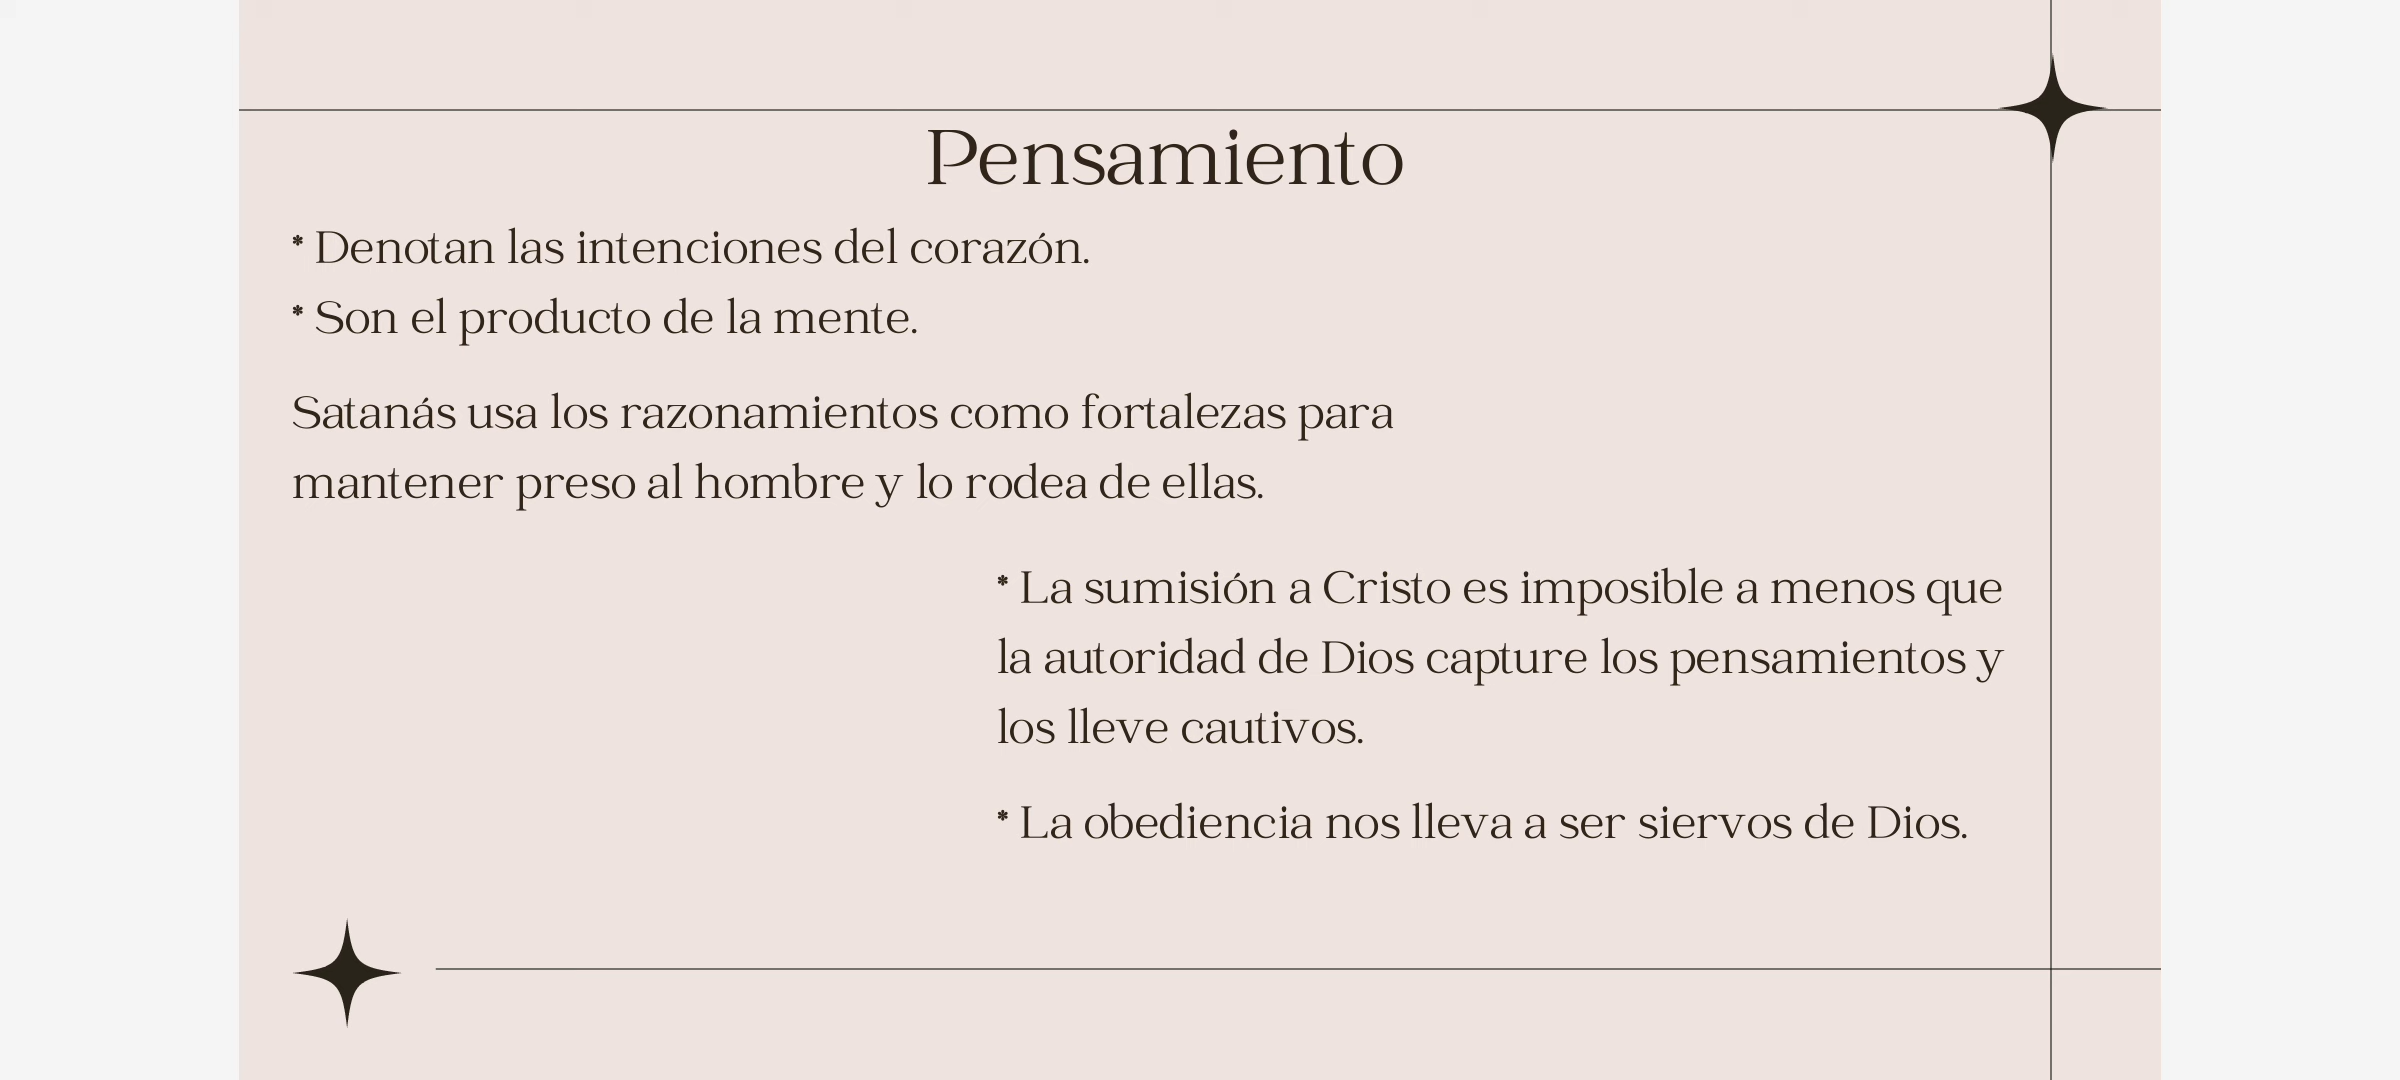 Pensamiento
* Denotan las intenciones del corazón.
* Son el producto de la mente.
Satanás usa los razonamientos como fortalezas para
mantener preso al hombre y lo rodea de ellas.
* La sumisión a Cristo es imposible a menos que
la autoridad de Dios capture los pensamientos y
los lleve cautivos.
* La obediencia nos lleva a ser siervos de Dios.